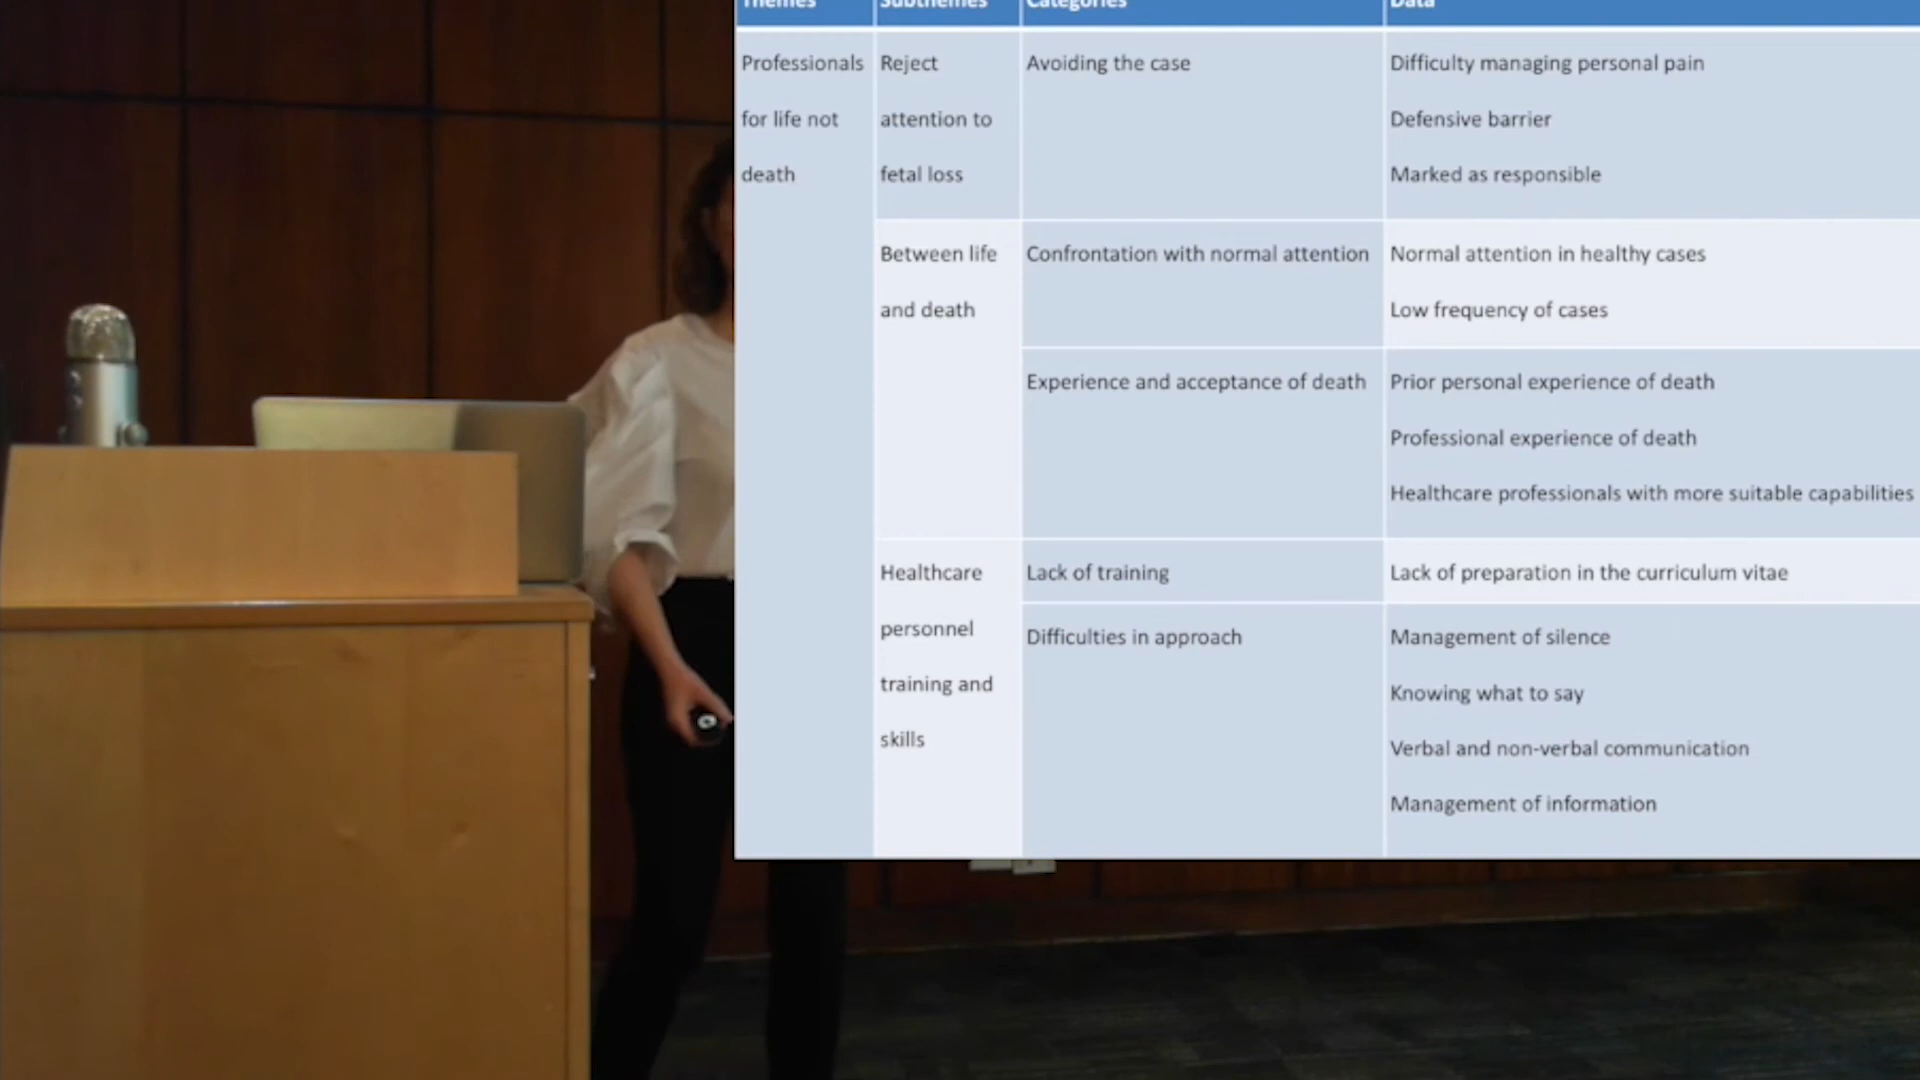 Themes Subthemes Categories Data
Professionals Reject Avoiding the case Difficulty managing personal pain
for life not attention to Defensive barrier
death fetal loss Marked as responsible
Between life Confrontation with normal attention Normal attention in healthy cases
and death Low frequency of cases
Experience and acceptance of death Prior personal experience of death
Professional experience of death
Healthcare professionals with more suitable capabilities
Healthcare Lack of training Lack of preparation in the curriculum vitae
personnel Difficulties in approach Management of silence
training and Knowing what to say
skills Verbal and non-verbal communication
Management of information